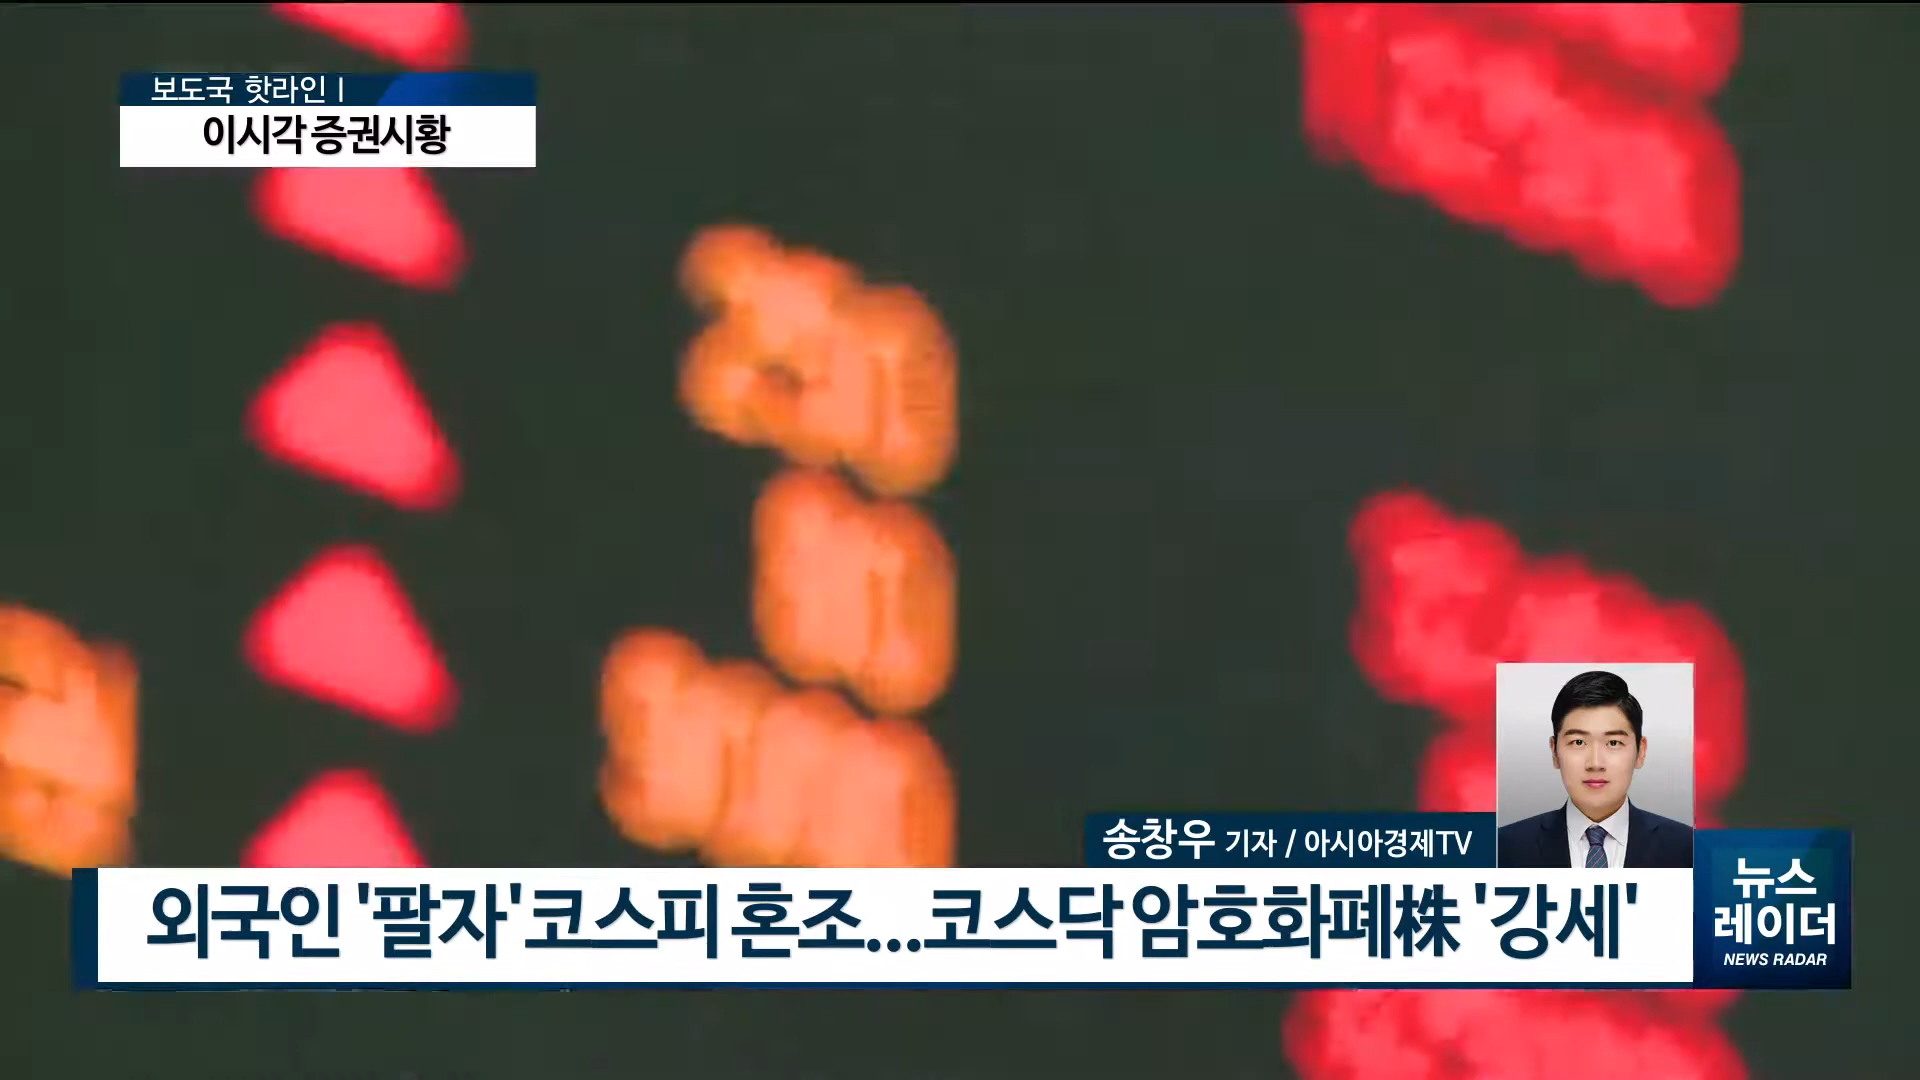 보도국 핫라인 |
이시각 증권시황
송창우 기자 / 아시아경제TV
외국인 '팔자' 코스피 혼조...코스닥 암호화폐株 '강세'
뉴스
레이더
NEWS RADAR